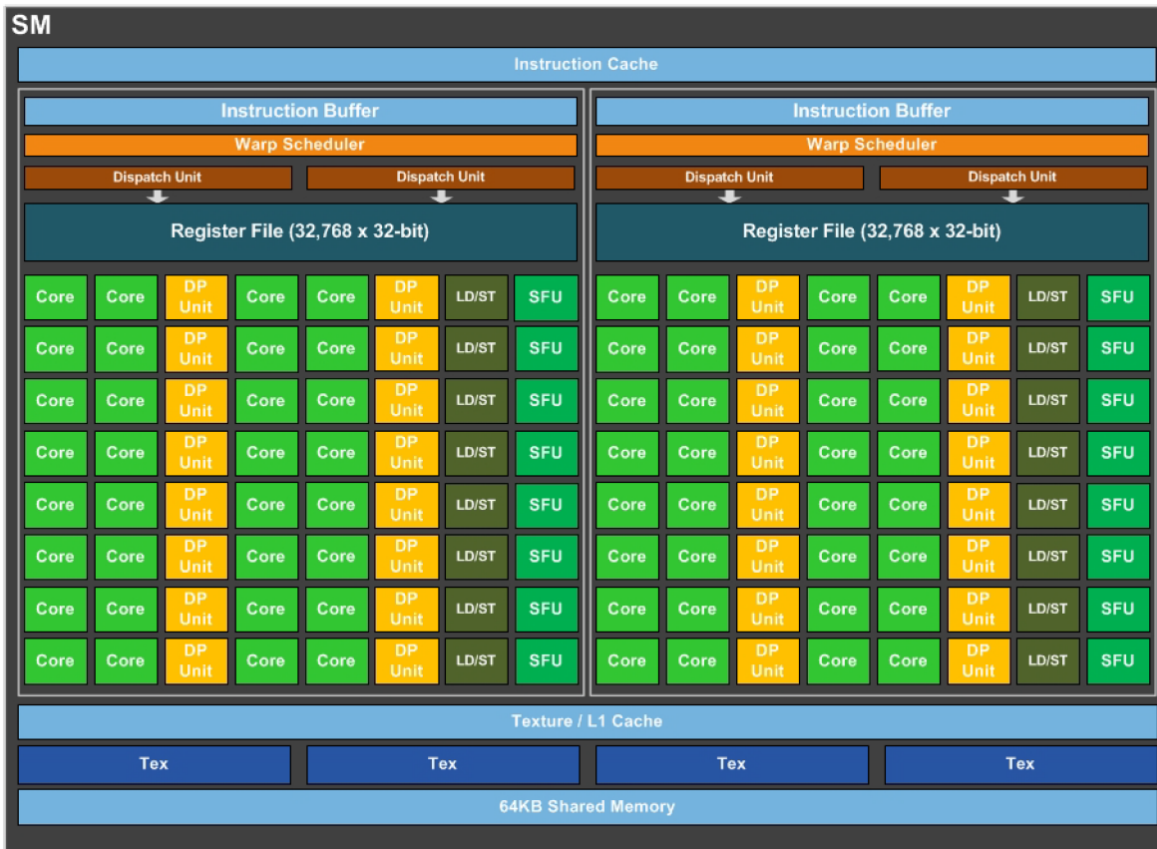 SM
Instruction Cache
Instruction Buffer Instruction Buffer
Warp Scheduler Warp Scheduler
Dispatch Unit Dispatch Unit Dispatch Unit Dispatch Unit
Register File (32,768 x 32-bit) Register File (32,768 x 32-bit)
Core Core DP Unit Core Core DP Unit LD/ST SFU Core Core DP Unit Core Core DP Unit LD/ST SFU
Core Core DP Unit Core Core DP Unit LD/ST SFU Core Core DP Unit Core Core DP Unit LD/ST SFU
Core Core DP Unit Core Core DP Unit LD/ST SFU Core Core DP Unit Core Core DP Unit LD/ST SFU
Core Core DP Unit Core Core DP Unit LD/ST SFU Core Core DP Unit Core Core DP Unit LD/ST SFU
Core Core DP Unit Core Core DP Unit LD/ST SFU Core Core DP Unit Core Core DP Unit LD/ST SFU
Core Core DP Unit Core Core DP Unit LD/ST SFU Core Core DP Unit Core Core DP Unit LD/ST SFU
Core Core DP Unit Core Core DP Unit LD/ST SFU Core Core DP Unit Core Core DP Unit LD/ST SFU
Core Core DP Unit Core Core DP Unit LD/ST SFU Core Core DP Unit Core Core DP Unit LD/ST SFU
Texture / L1 Cache
Tex Tex Tex Tex
64KB Shared Memory